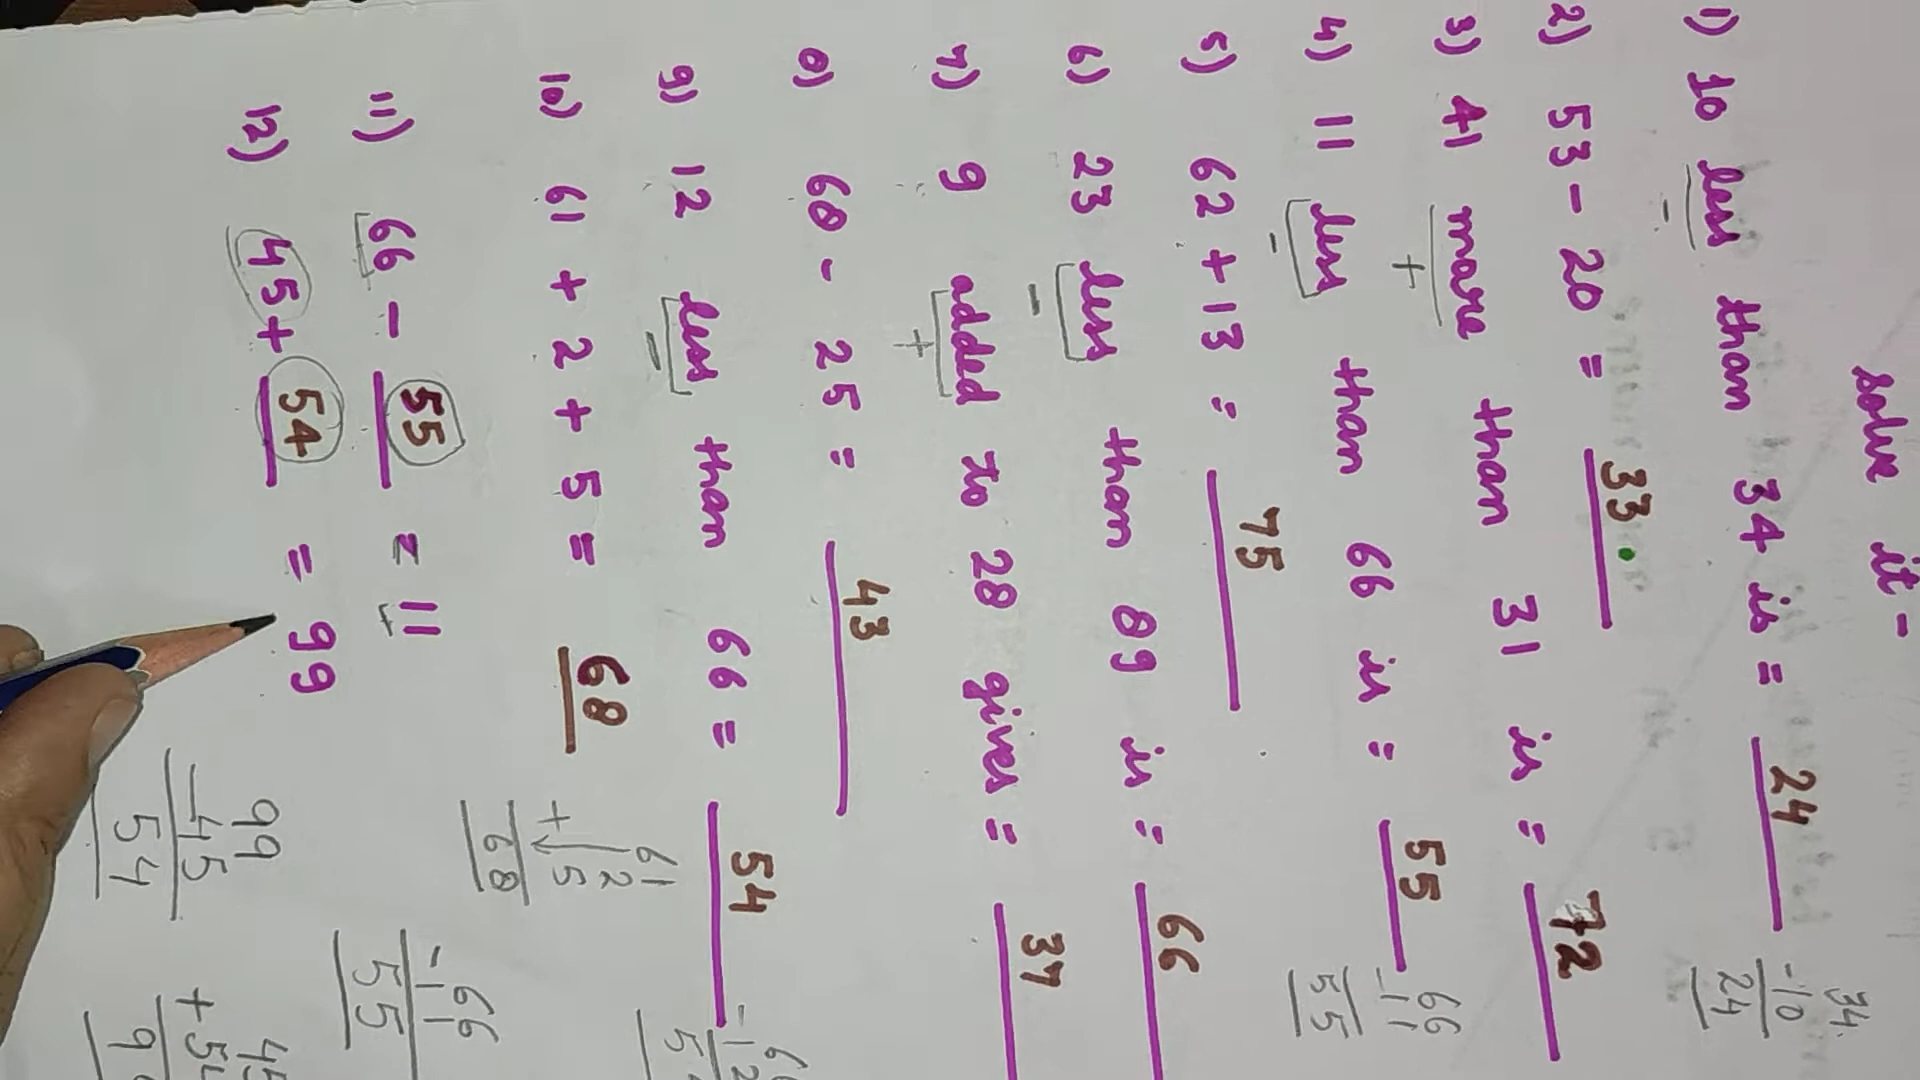 solve it -
1) 10 less than 34 is = 24
-
34
-10
24
2) 53 - 20 = 33
3) 41 more than 31 is = 72
+
4) 11 less than 66 is = 55
-
66
-11
55
5) 62 + 13 = 75
6) 23 less than 89 is = 66
-
7) 9 added to 28 gives = 37
+
8) 68 - 25 = 43
9) 12 less than 66 = 54
-
-12
10) 61 + 2 + 5 = 68
61
2
+ 5
68
11) 66 - 55 = 11
66
-11
55
12) 45 + 54 = 99
99
-45
54
45